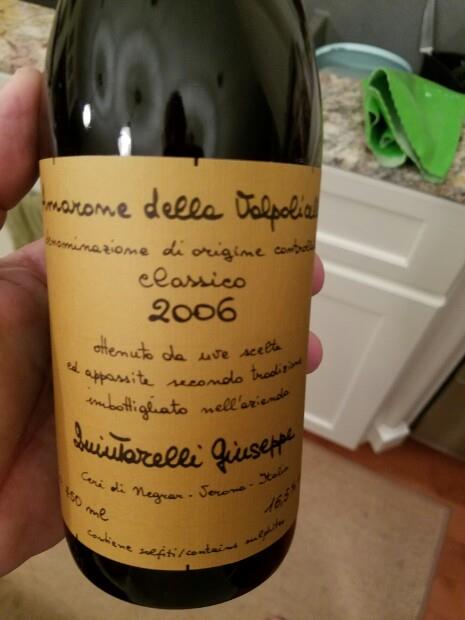 Amarone della Valpolicella
denominazione di origine controllata
classico
2006
ottenuto da uve scelte
ed appassite secondo tradizione
imbottigliato nell'azienda
Quintarelli Giuseppe
Cerè di Negrar - Verona - Italia
750 ml
16,5%
contiene solfiti/contains sulphites